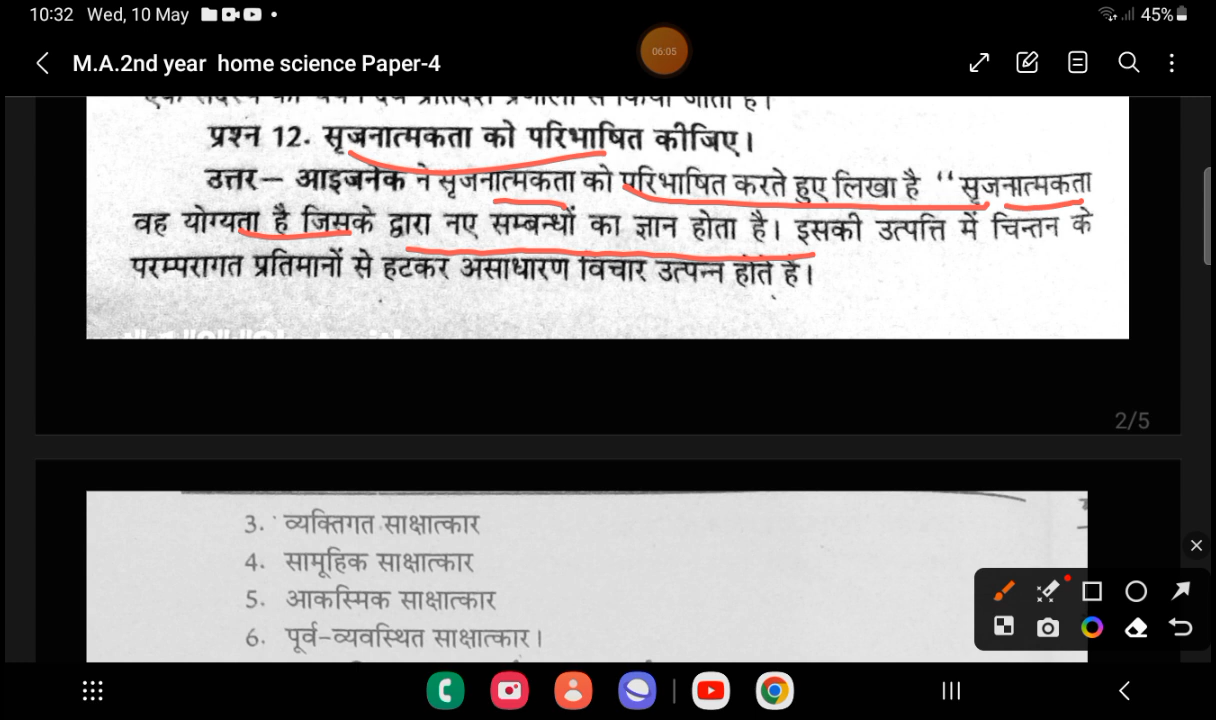 10:32 Wed, 10 May
45%
M.A.2nd year home science Paper-4
06:05
प्रश्न 12. सृजनात्मकता को परिभाषित कीजिए।
उत्तर– आइजनेक ने सृजनात्मकता को परिभाषित करते हुए लिखा है “सृजनात्मकता
वह योग्यता है जिसके द्वारा नए सम्बन्धों का ज्ञान होता है। इसकी उत्पत्ति में चिन्तन के
परम्परागत प्रतिमानों से हटकर असाधारण विचार उत्पन्न होते है।
2/5
3. व्यक्तिगत साक्षात्कार
4. सामूहिक साक्षात्कार
5. आकस्मिक साक्षात्कार
6. पूर्व-व्यवस्थित साक्षात्कार।